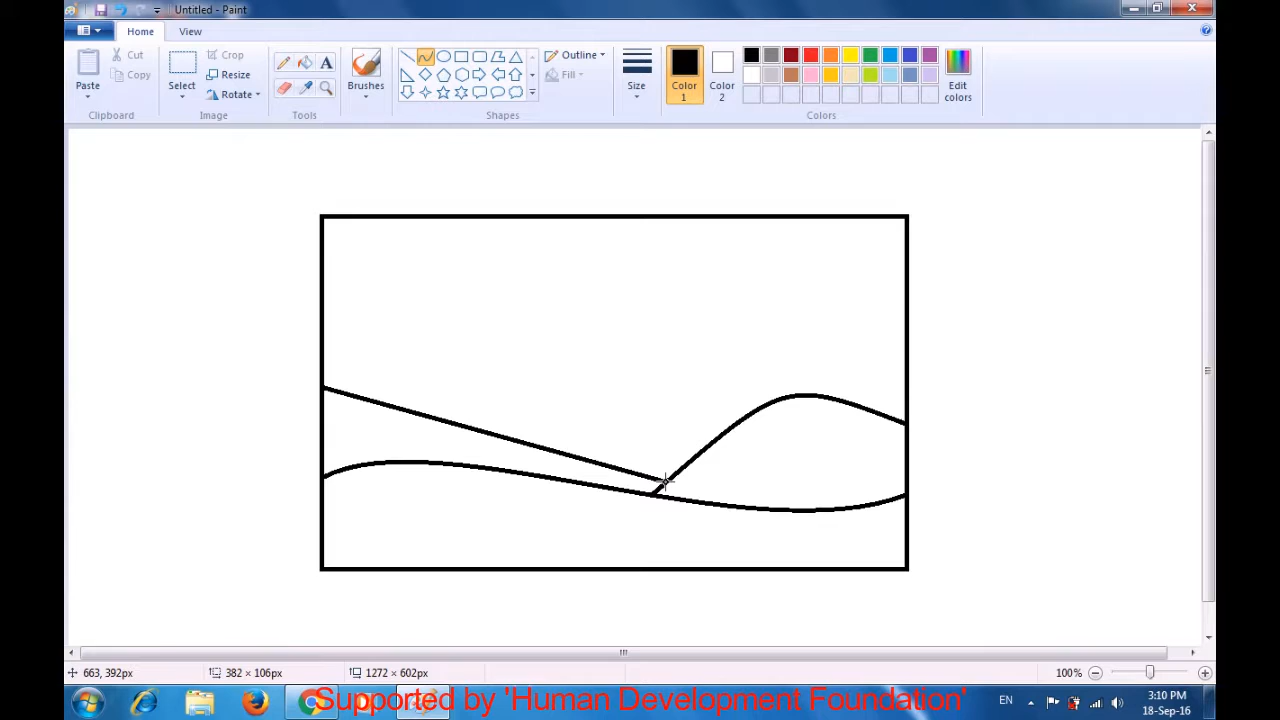 Untitled - Paint
Home
View
Paste
Cut
Copy
Clipboard
Select
Crop
Resize
Rotate
Image
A
Tools
Brushes
Outline
Fill
Shapes
Size
Color
1
Color
2
Edit
colors
Colors
663, 392px
382 × 106px
1272 × 602px
100%
EN
3:10 PM
18-Sep-16
Supported by 'Human Development Foundation'